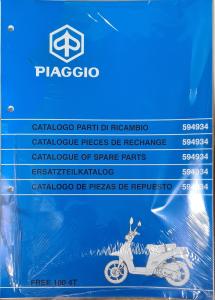 PIAGGIO
CATALOGO PARTI DI RICAMBIO 594934
CATALOGUE PIECES DE RECHANGE 594934
CATALOGUE OF SPARE PARTS 594934
ERSATZTEILKATALOG 594934
CATALOGO DE PIEZAS DE REPUESTO 594934
FREE 100 4T